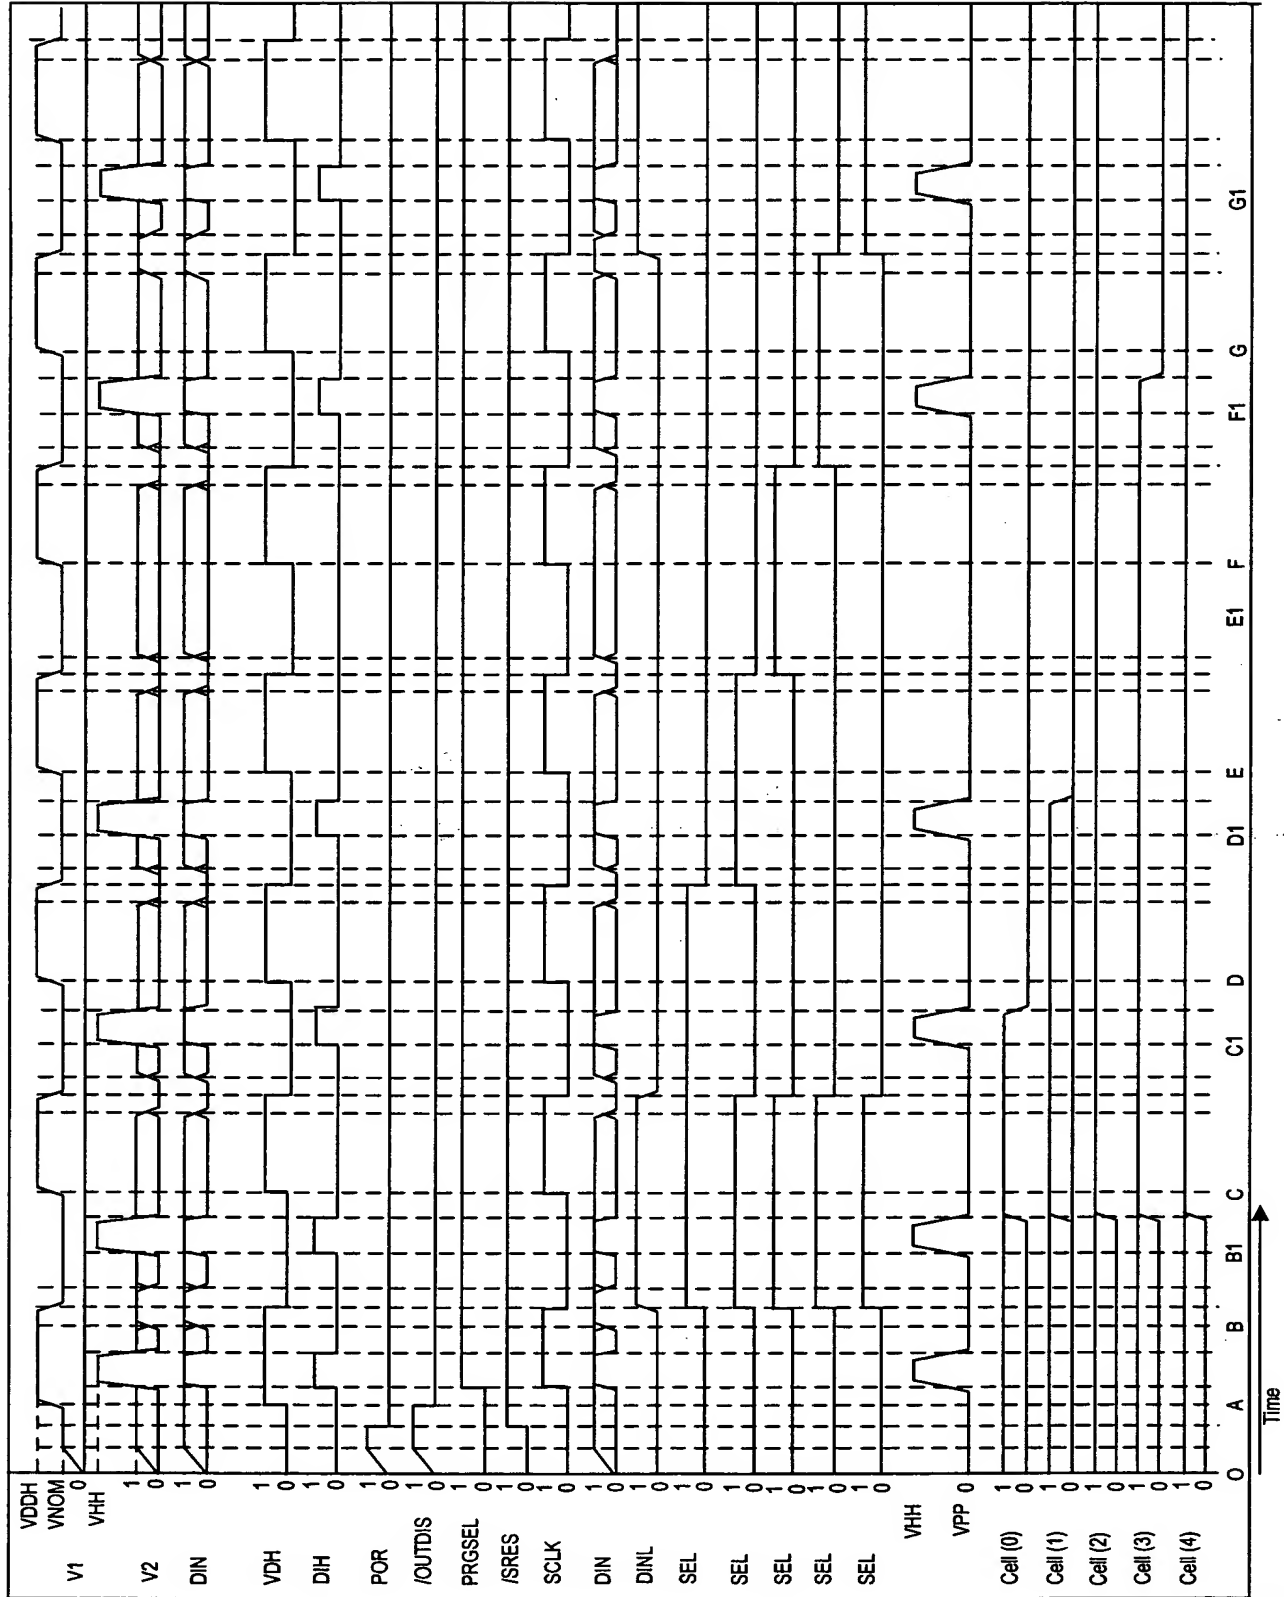 VDDH
VNOM
V1 0
VHH
V2 1 0
DIN 1 0
VDH 1 0
DIH 1 0
POR 1 0
/OUTDIS 1 0
PRGSEL 1 0
/SRES 1 0
SCLK 1 0
DIN 1 0
DINL 1 0
SEL 1 0
SEL 1 0
SEL 1 0
SEL 1 0
SEL 1 0
VHH
VPP 0
Cell (0) 1 0
Cell (1) 1 0
Cell (2) 1 0
Cell (3) 1 0
Cell (4) 1 0
O A B B1 C C1 D D1 E E1 F F1 G G1
Time